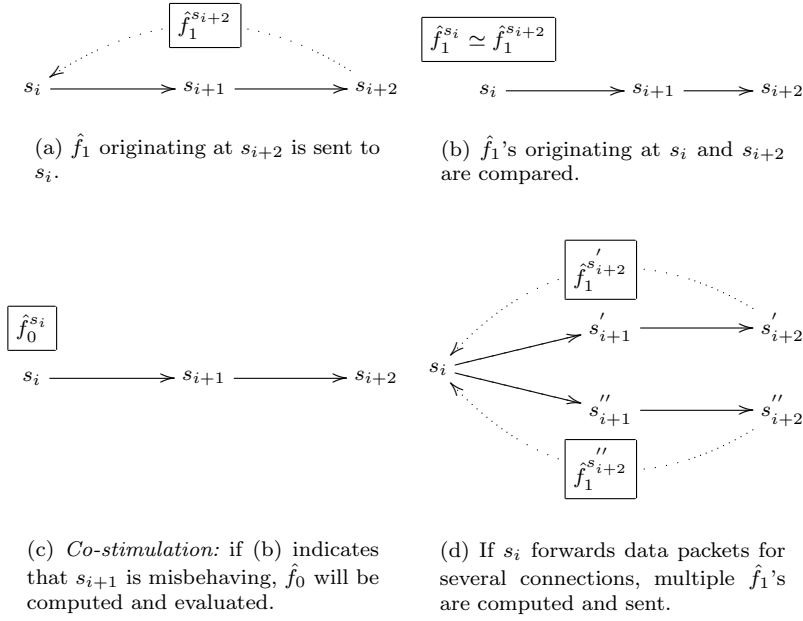 f̂₁^{s_{i+2}}
s_i s_{i+1} s_{i+2}
(a) f̂₁ originating at s_{i+2} is sent to
s_i.
f̂₁^{s_i} ≃ f̂₁^{s_{i+2}}
s_i s_{i+1} s_{i+2}
(b) f̂₁'s originating at s_i and s_{i+2}
are compared.
f̂₀^{s_i}
s_i s_{i+1} s_{i+2}
(c) Co-stimulation: if (b) indicates
that s_{i+1} is misbehaving, f̂₀ will be
computed and evaluated.
f̂₁^{s'_{i+2}}
s'_{i+1} s'_{i+2}
s_i
s''_{i+1} s''_{i+2}
f̂₁^{s''_{i+2}}
(d) If s_i forwards data packets for
several connections, multiple f̂₁'s
are computed and sent.